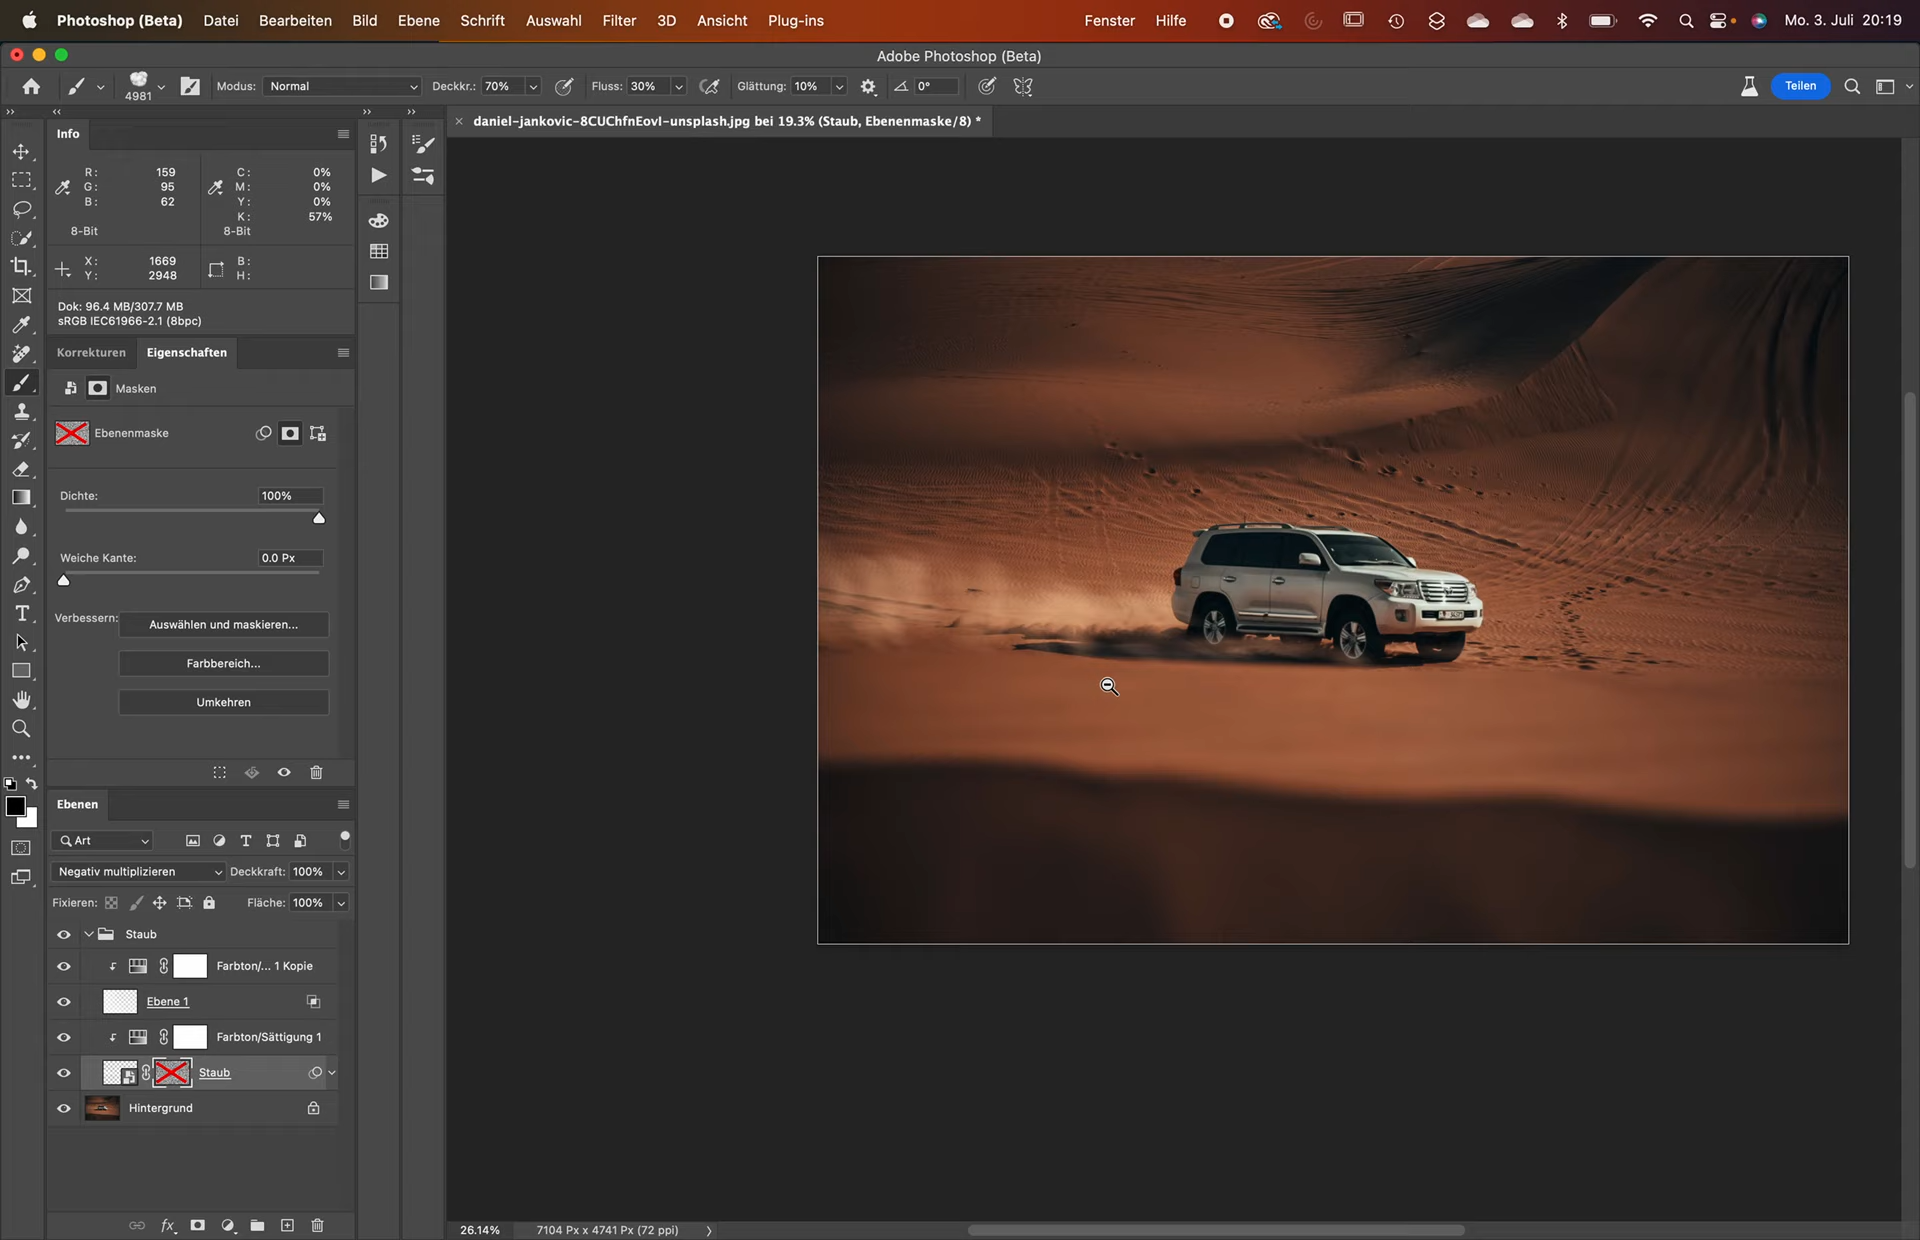 Photoshop (Beta) Datei Bearbeiten Bild Ebene Schrift Auswahl Filter 3D Ansicht Plug-ins Fenster Hilfe Mo. 3. Juli 20:19
Adobe Photoshop (Beta)
4981 Modus: Normal Deckkr.: 70% Fluss: 30% Glättung: 10% 0° Teilen
daniel-jankovic-8CUChfnEovI-unsplash.jpg bei 19.3% (Staub, Ebenenmaske/8) *
Info
R: 159 C: 0%
G: 95 M: 0%
B: 62 Y: 0%
K: 57%
8-Bit 8-Bit
X: 1669 B:
Y: 2948 H:
Dok: 96.4 MB/307.7 MB
sRGB IEC61966-2.1 (8bpc)
Korrekturen Eigenschaften
Masken
Ebenenmaske
Dichte: 100%
Weiche Kante: 0.0 Px
Verbessern: Auswählen und maskieren...
Farbbereich...
Umkehren
Ebenen
Art
Negativ multiplizieren Deckkraft: 100%
Fixieren: Fläche: 100%
Staub
Farbton/... 1 Kopie
Ebene 1
Farbton/Sättigung 1
Staub
Hintergrund
fx
26.14% 7104 Px x 4741 Px (72 ppi)